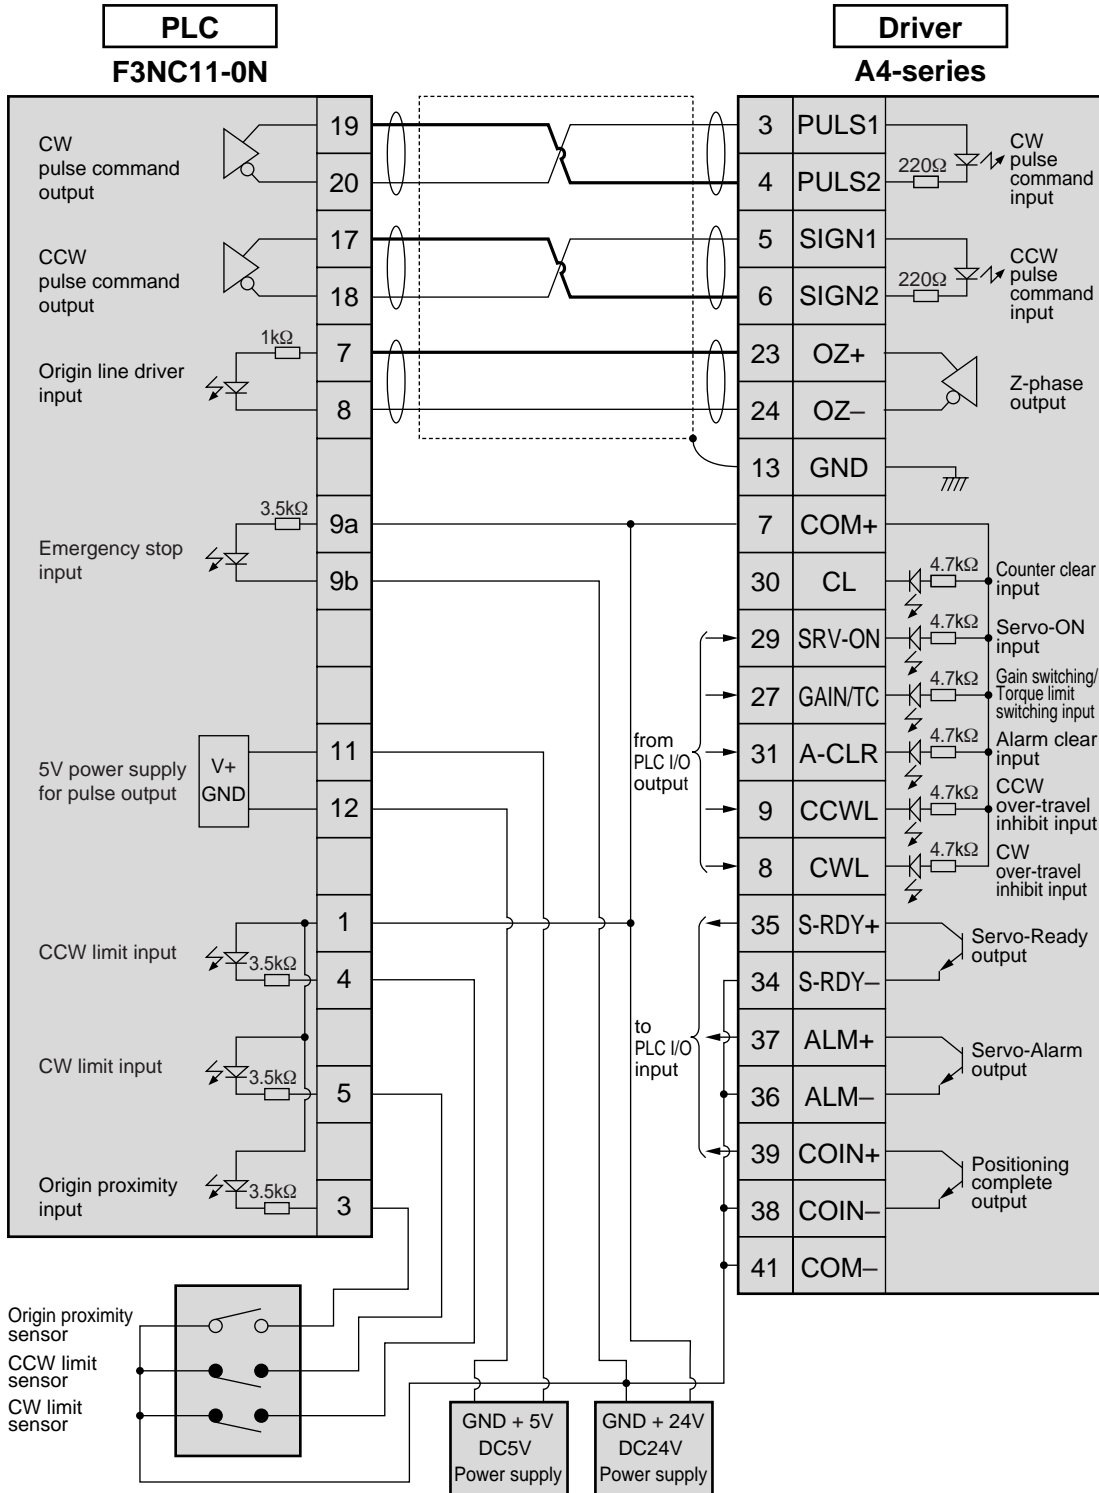 PLC
F3NC11-0N
Driver
A4-series
CW
pulse command
output
19
20
CCW
pulse command
output
17
18
Origin line driver
input
1kΩ
7
8
Emergency stop
input
3.5kΩ
9a
9b
5V power supply
for pulse output
V+
GND
11
12
CCW limit input
1
3.5kΩ
4
CW limit input
3.5kΩ
5
Origin proximity
input
3.5kΩ
3
3 PULS1
4 PULS2
220Ω
CW
pulse
command
input
5 SIGN1
6 SIGN2
220Ω
CCW
pulse
command
input
23 OZ+
24 OZ−
Z-phase
output
13 GND
7 COM+
30 CL
4.7kΩ
Counter clear
input
29 SRV-ON
4.7kΩ
Servo-ON
input
27 GAIN/TC
4.7kΩ
Gain switching/
Torque limit
switching input
31 A-CLR
4.7kΩ
Alarm clear
input
9 CCWL
4.7kΩ
CCW
over-travel
inhibit input
8 CWL
4.7kΩ
CW
over-travel
inhibit input
from
PLC I/O
output
35 S-RDY+
34 S-RDY−
Servo-Ready
output
37 ALM+
36 ALM−
Servo-Alarm
output
39 COIN+
38 COIN−
Positioning
complete
output
41 COM−
to
PLC I/O
input
Origin proximity
sensor
CCW limit
sensor
CW limit
sensor
GND + 5V
DC5V
Power supply
GND + 24V
DC24V
Power supply